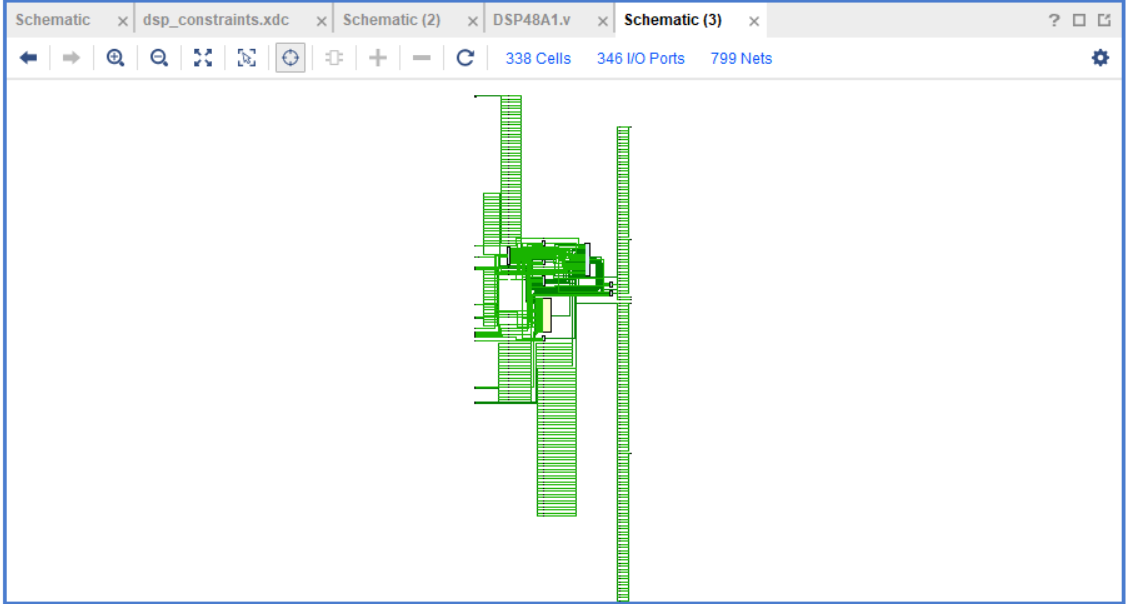 Schematic dsp_constraints.xdc Schematic (2) DSP48A1.v Schematic (3)
338 Cells 346 I/O Ports 799 Nets